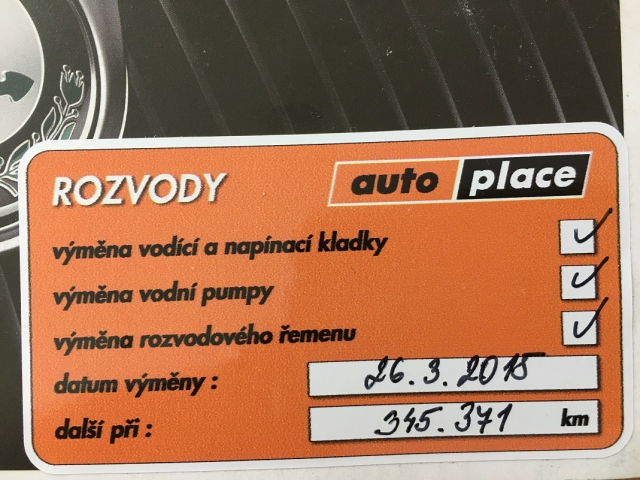 ROZVODY auto place
výměna vodící a napínací kladky
výměna vodní pumpy
výměna rozvodového řemenu
datum výměny : 26.3.2015
další při : 345.371 km